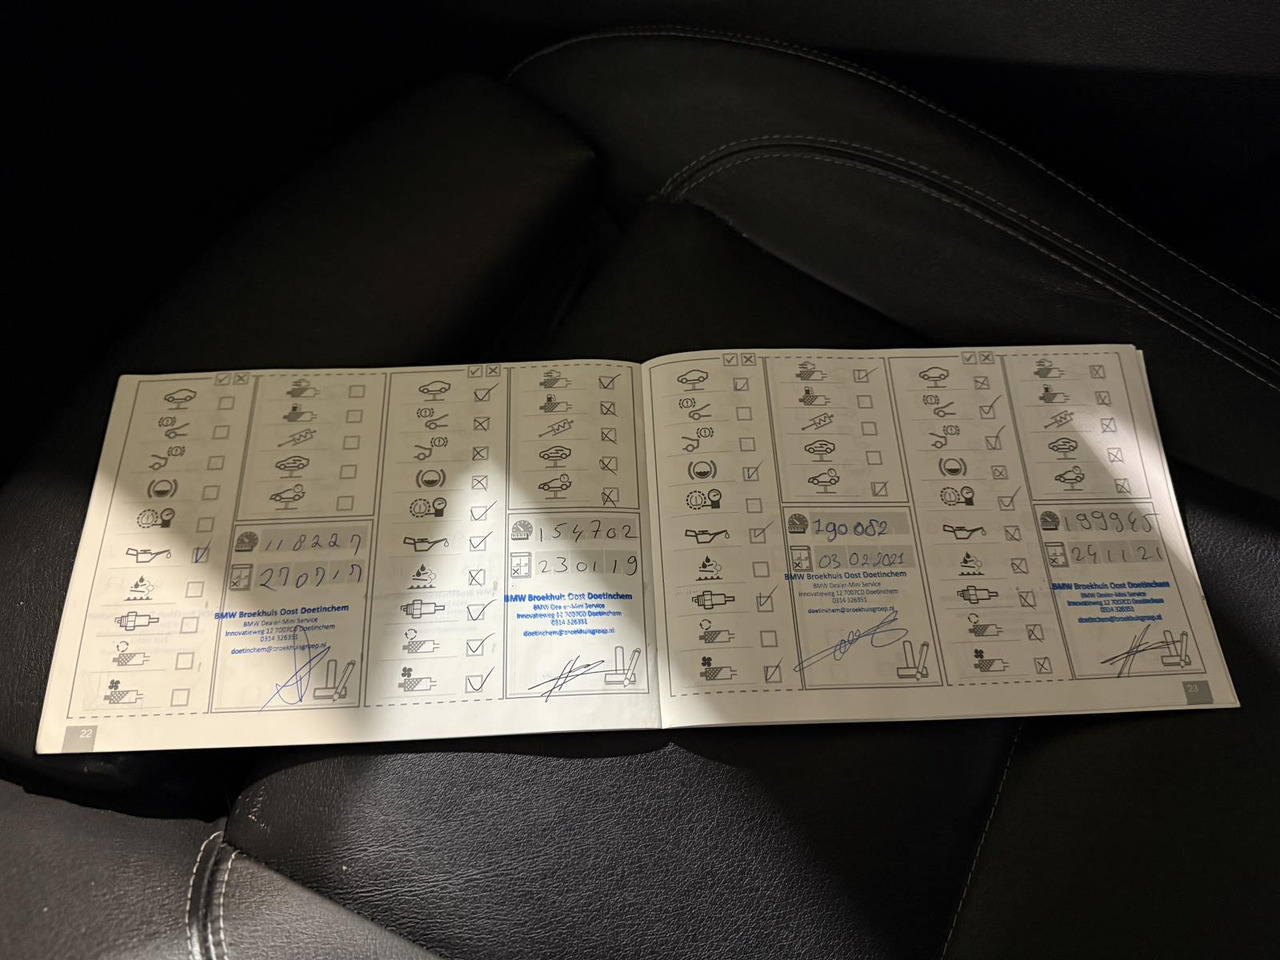 118227
270717
BMW Broekhuis Oost Doetinchem
BMW Dealer-Mini Service
Innovatieweg 12 7007CD Doetinchem
0314 326351
doetinchem@broekhuisgroep.nl
22
154702
230119
BMW Broekhuis Oost Doetinchem
BMW Dealer-Mini Service
Innovatieweg 12 7007CD Doetinchem
0314 326351
doetinchem@broekhuisgroep.nl
190062
03 02 2021
BMW Broekhuis Oost Doetinchem
BMW Dealer-Mini Service
Innovatieweg 12 7007CD Doetinchem
0314 326351
doetinchem@broekhuisgroep.nl
199945
241121
BMW Broekhuis Oost Doetinchem
BMW Dealer-Mini Service
Innovatieweg 12 7007CD Doetinchem
0314 326351
doetinchem@broekhuisgroep.nl
23